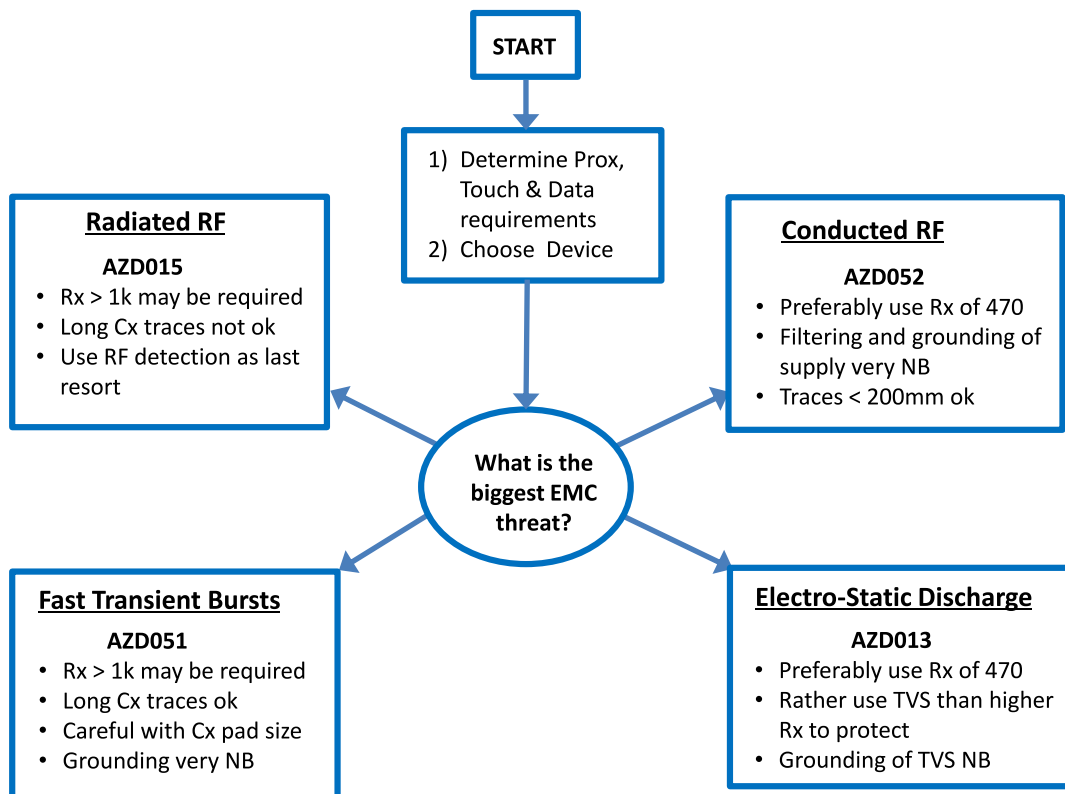 START
1) Determine Prox,
Touch & Data
requirements
2) Choose Device
Radiated RF
AZD015
• Rx > 1k may be required
• Long Cx traces not ok
• Use RF detection as last
resort
Conducted RF
AZD052
• Preferably use Rx of 470
• Filtering and grounding of
supply very NB
• Traces < 200mm ok
What is the
biggest EMC
threat?
Fast Transient Bursts
AZD051
• Rx > 1k may be required
• Long Cx traces ok
• Careful with Cx pad size
• Grounding very NB
Electro-Static Discharge
AZD013
• Preferably use Rx of 470
• Rather use TVS than higher
Rx to protect
• Grounding of TVS NB